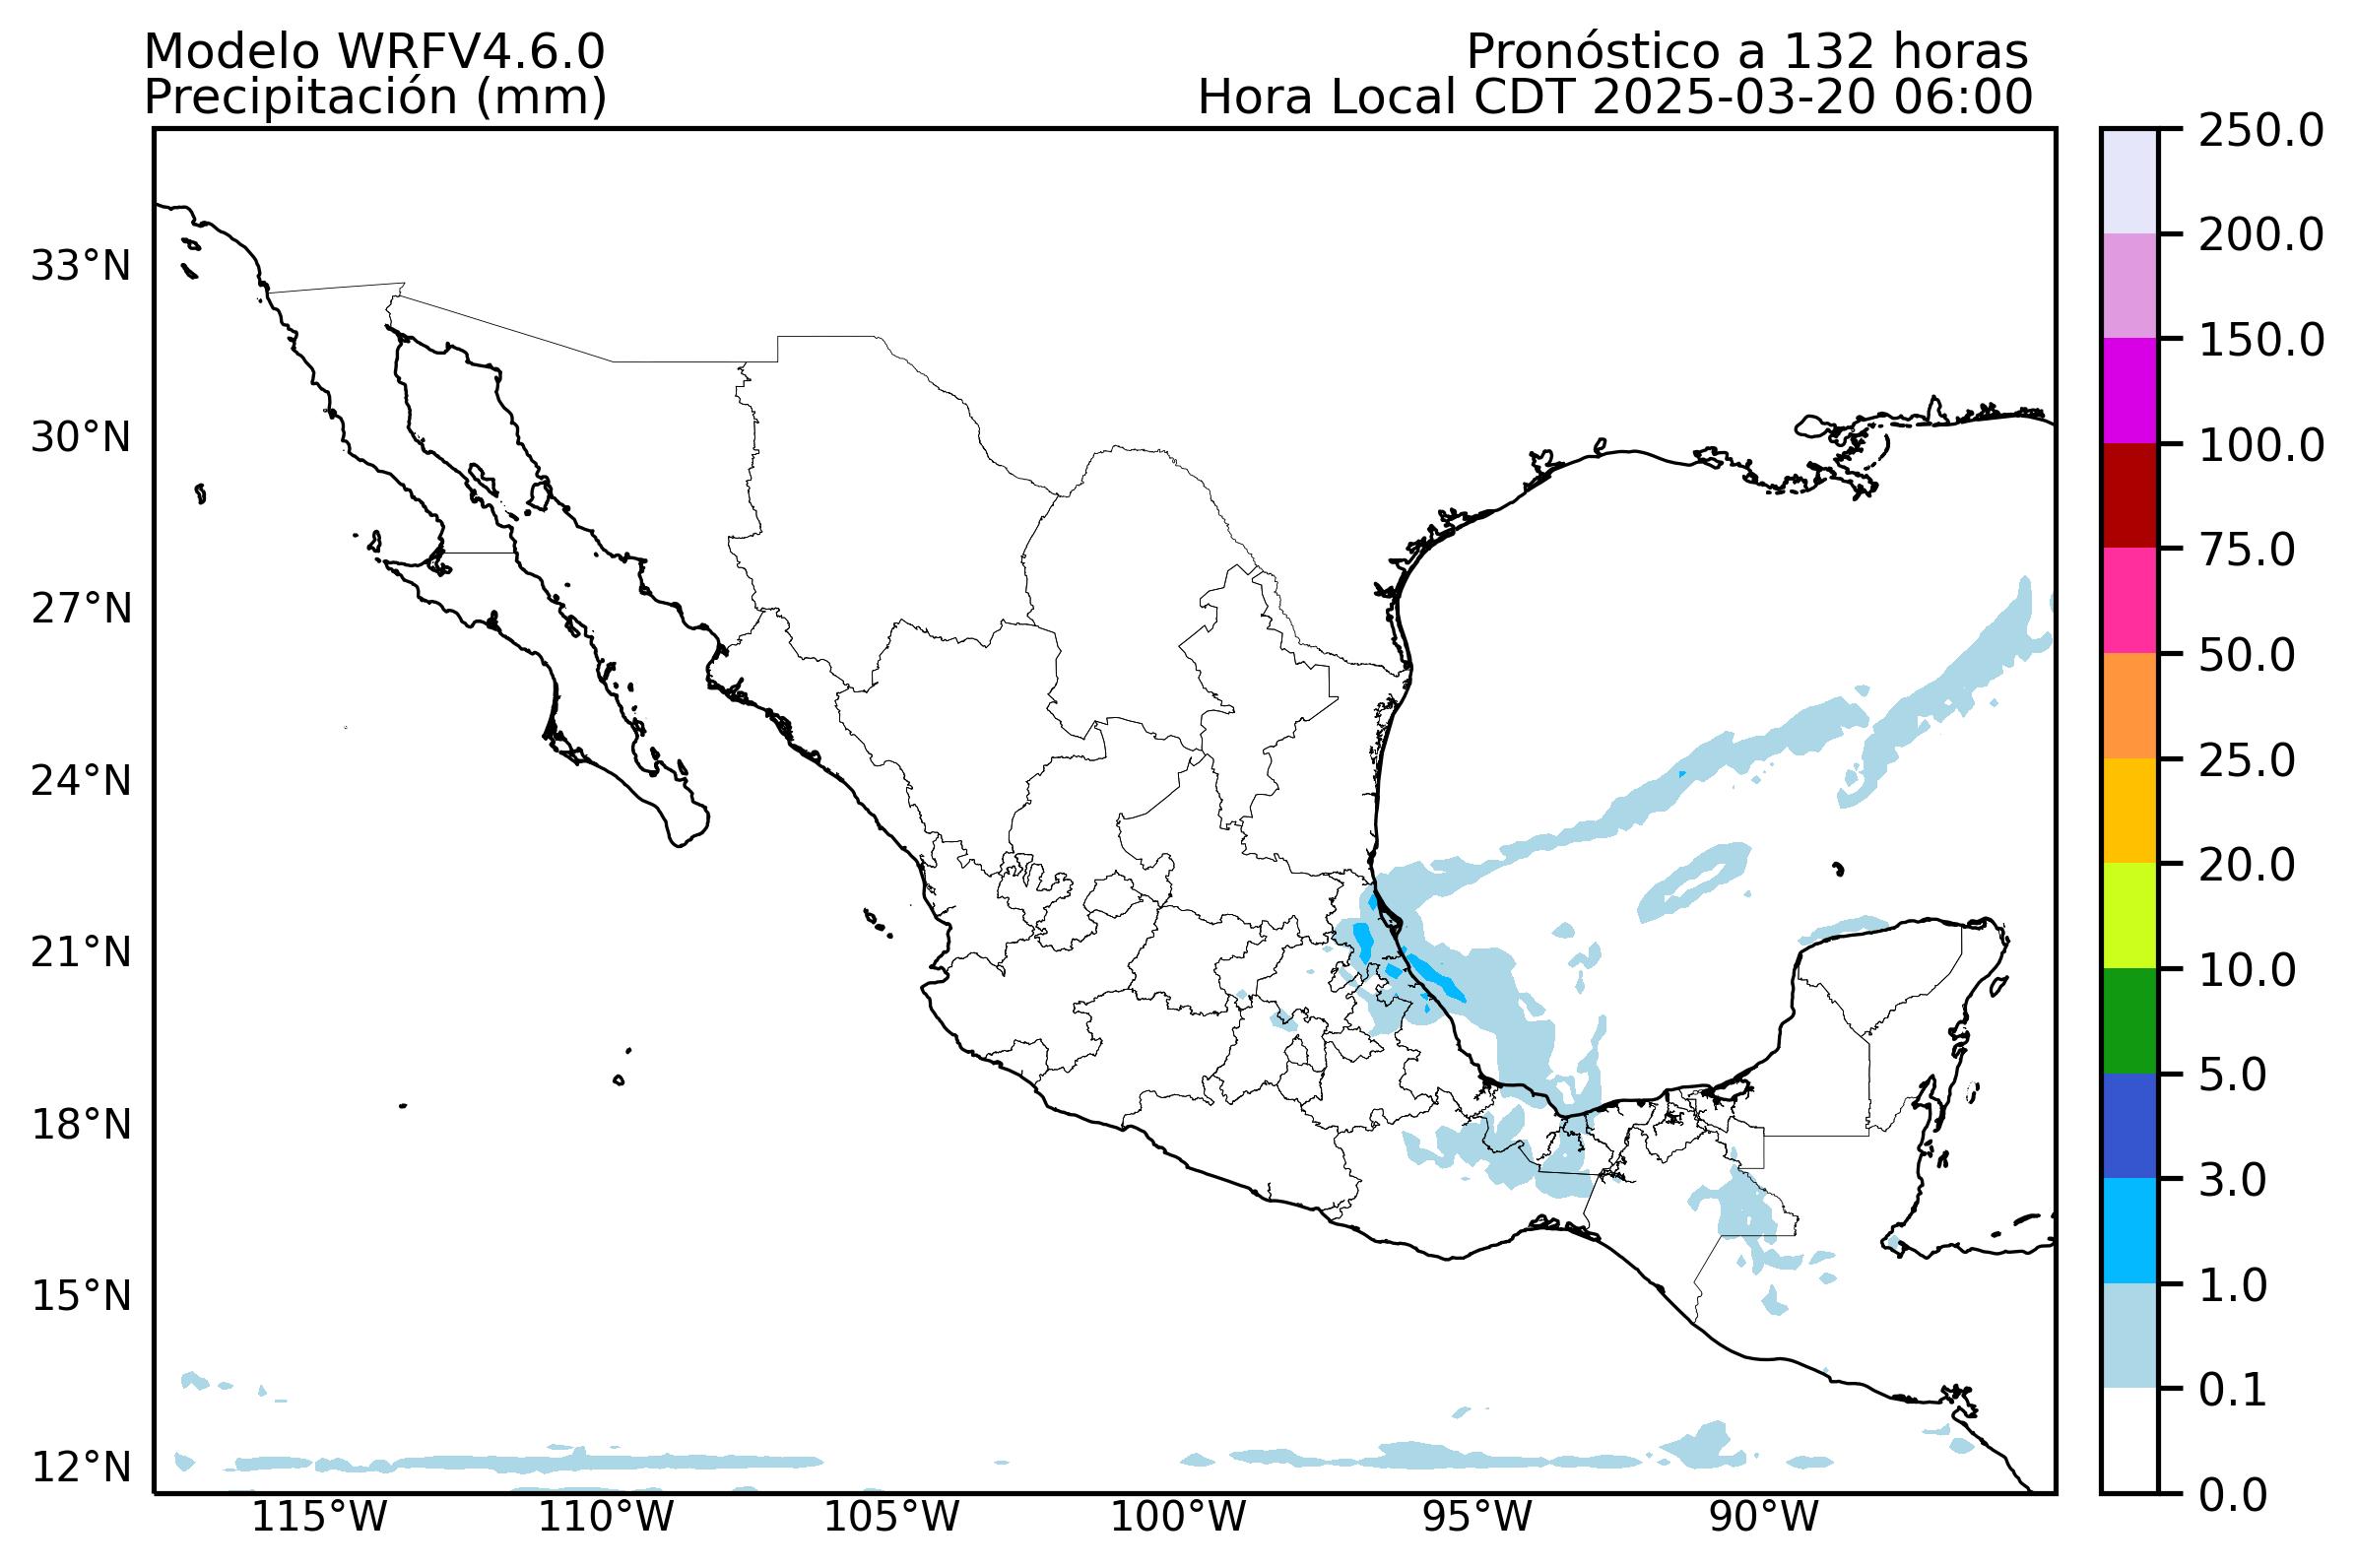 Modelo WRFV4.6.0
Precipitación (mm)
Pronóstico a 132 horas
Hora Local CDT 2025-03-20 06:00
33°N
30°N
27°N
24°N
21°N
18°N
15°N
12°N
115°W
110°W
105°W
100°W
95°W
90°W
250.0
200.0
150.0
100.0
75.0
50.0
25.0
20.0
10.0
5.0
3.0
1.0
0.1
0.0